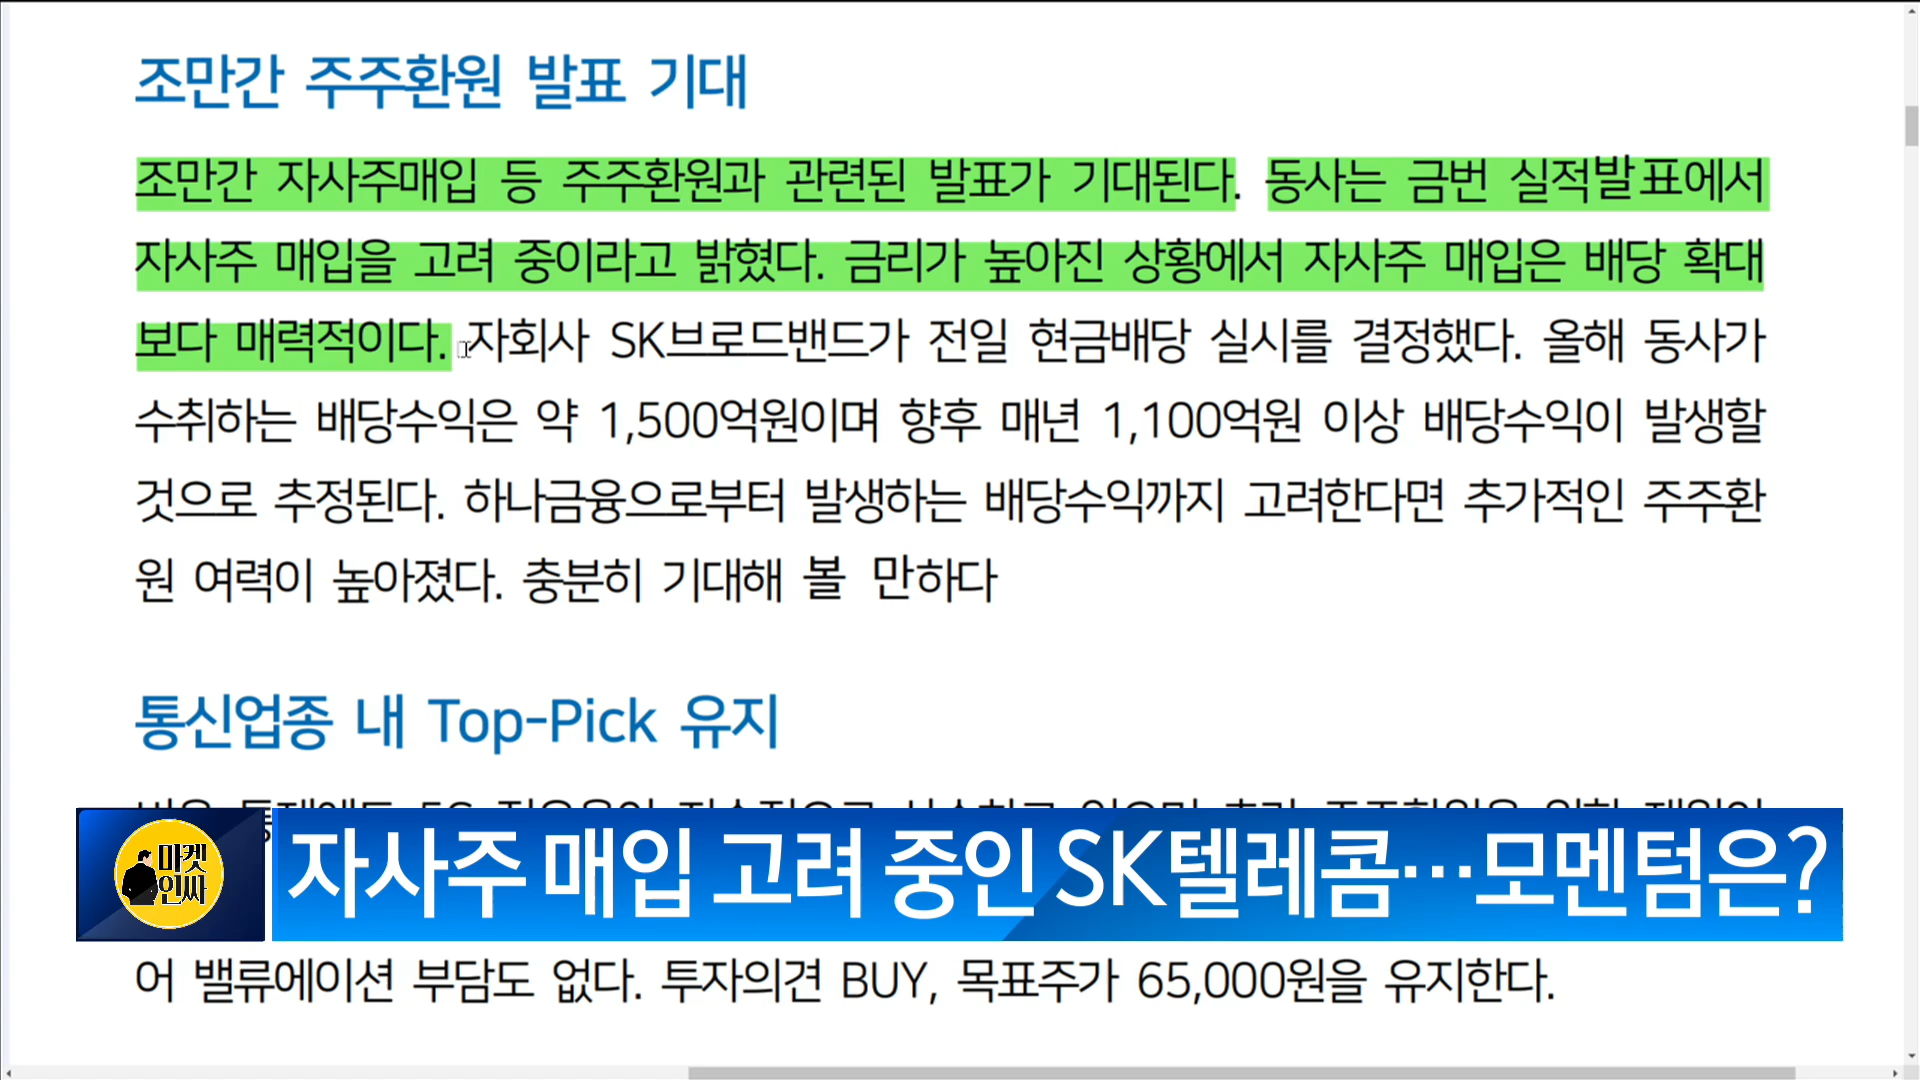 조만간 주주환원 발표 기대
조만간 자사주매입 등 주주환원과 관련된 발표가 기대된다. 동사는 금번 실적발표에서
자사주 매입을 고려 중이라고 밝혔다. 금리가 높아진 상황에서 자사주 매입은 배당 확대
보다 매력적이다. 자회사 SK브로드밴드가 전일 현금배당 실시를 결정했다. 올해 동사가
수취하는 배당수익은 약 1,500억원이며 향후 매년 1,100억원 이상 배당수익이 발생할
것으로 추정된다. 하나금융으로부터 발생하는 배당수익까지 고려한다면 추가적인 주주환
원 여력이 높아졌다. 충분히 기대해 볼 만하다
통신업종 내 Top-Pick 유지
마켓
인싸
자사주 매입 고려 중인 SK텔레콤…모멘텀은?
어 밸류에이션 부담도 없다. 투자의견 BUY, 목표주가 65,000원을 유지한다.